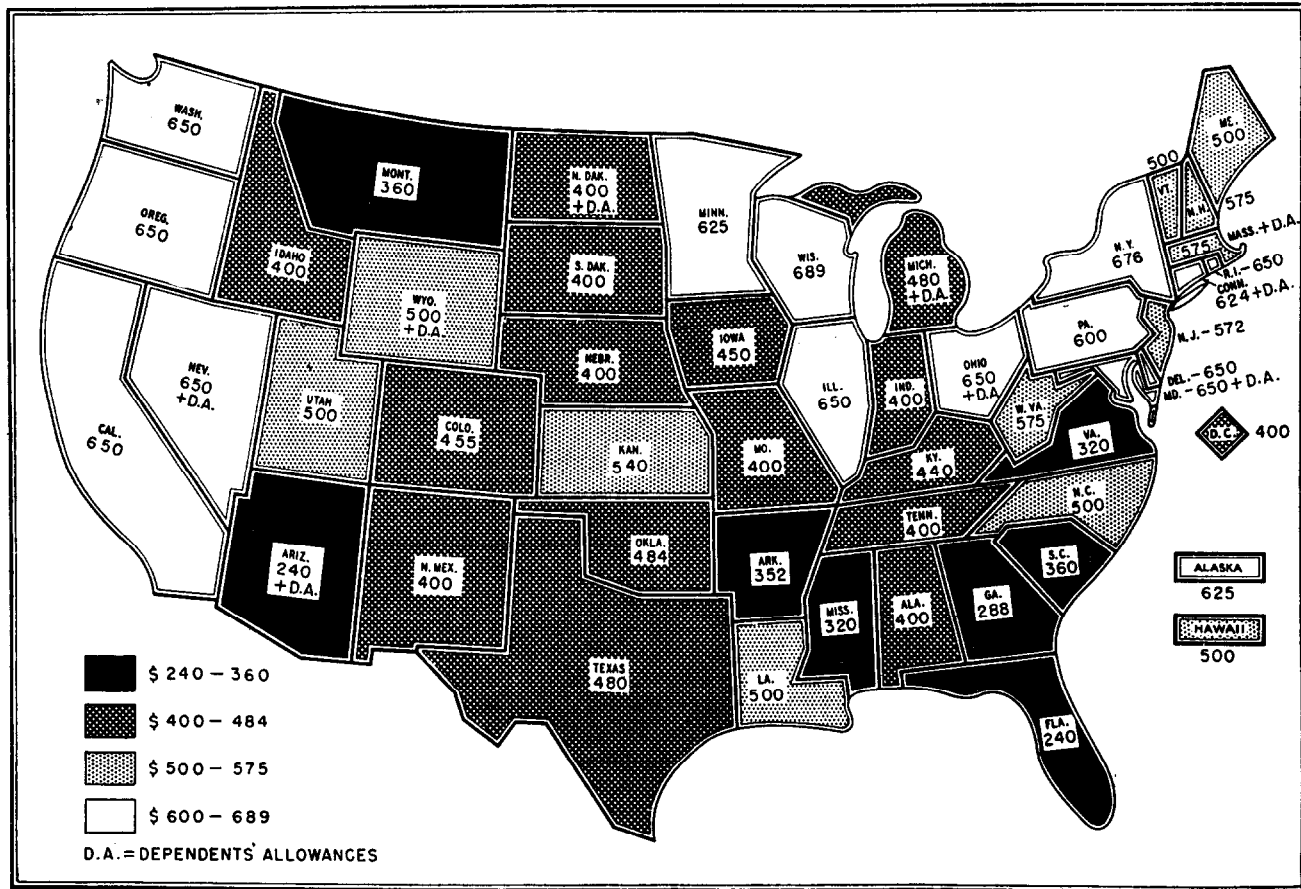 WASH.
650
OREG.
650
CAL.
650
NEV.
650
+D.A.
IDAHO
400
MONT.
360
WYO.
500
+D.A.
UTAH
500
COLO.
455
ARIZ.
240
+D.A.
N. MEX.
400
N. DAK.
400
+D.A.
S. DAK.
400
NEBR.
400
KAN.
540
OKLA.
484
TEXAS
480
MINN.
625
IOWA
450
MO.
400
ARK.
352
LA.
500
WIS.
689
ILL.
650
MICH.
480
+D.A.
IND.
400
OHIO
650
+D.A.
KY.
440
TENN.
400
MISS.
320
ALA.
400
GA.
288
FLA.
240
S.C.
360
N.C.
500
VA.
320
W. VA.
575
PA.
600
N.Y.
676
500
VT.
N.H.
575
ME.
500
MASS.+D.A.
575
R.I.-650
CONN.
624+D.A.
N.J.-572
DEL.-650
MD.-650+D.A.
D.C. 400
ALASKA
625
HAWAII
500
$240-360
$400-484
$500-575
$600-689
D.A.=DEPENDENTS' ALLOWANCES